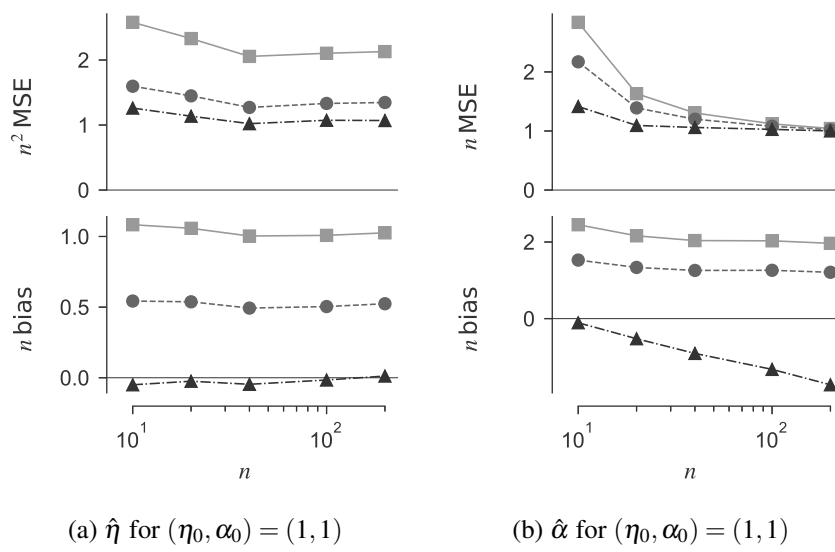 n² MSE
2
1
0
n bias
1.0
0.5
0.0
10¹
10²
n
n MSE
2
1
0
n bias
2
0
10¹
10²
n
(a) η̂ for (η₀, α₀) = (1, 1)
(b) α̂ for (η₀, α₀) = (1, 1)